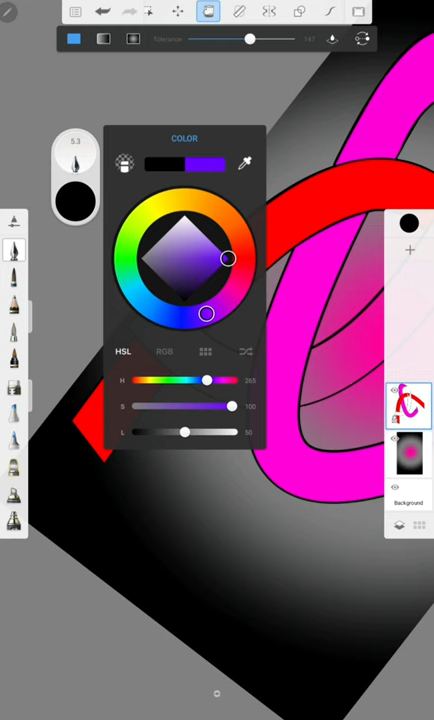 Tolerance 147
5.3
COLOR
HSL RGB
H 265
S 100
L 50
Background